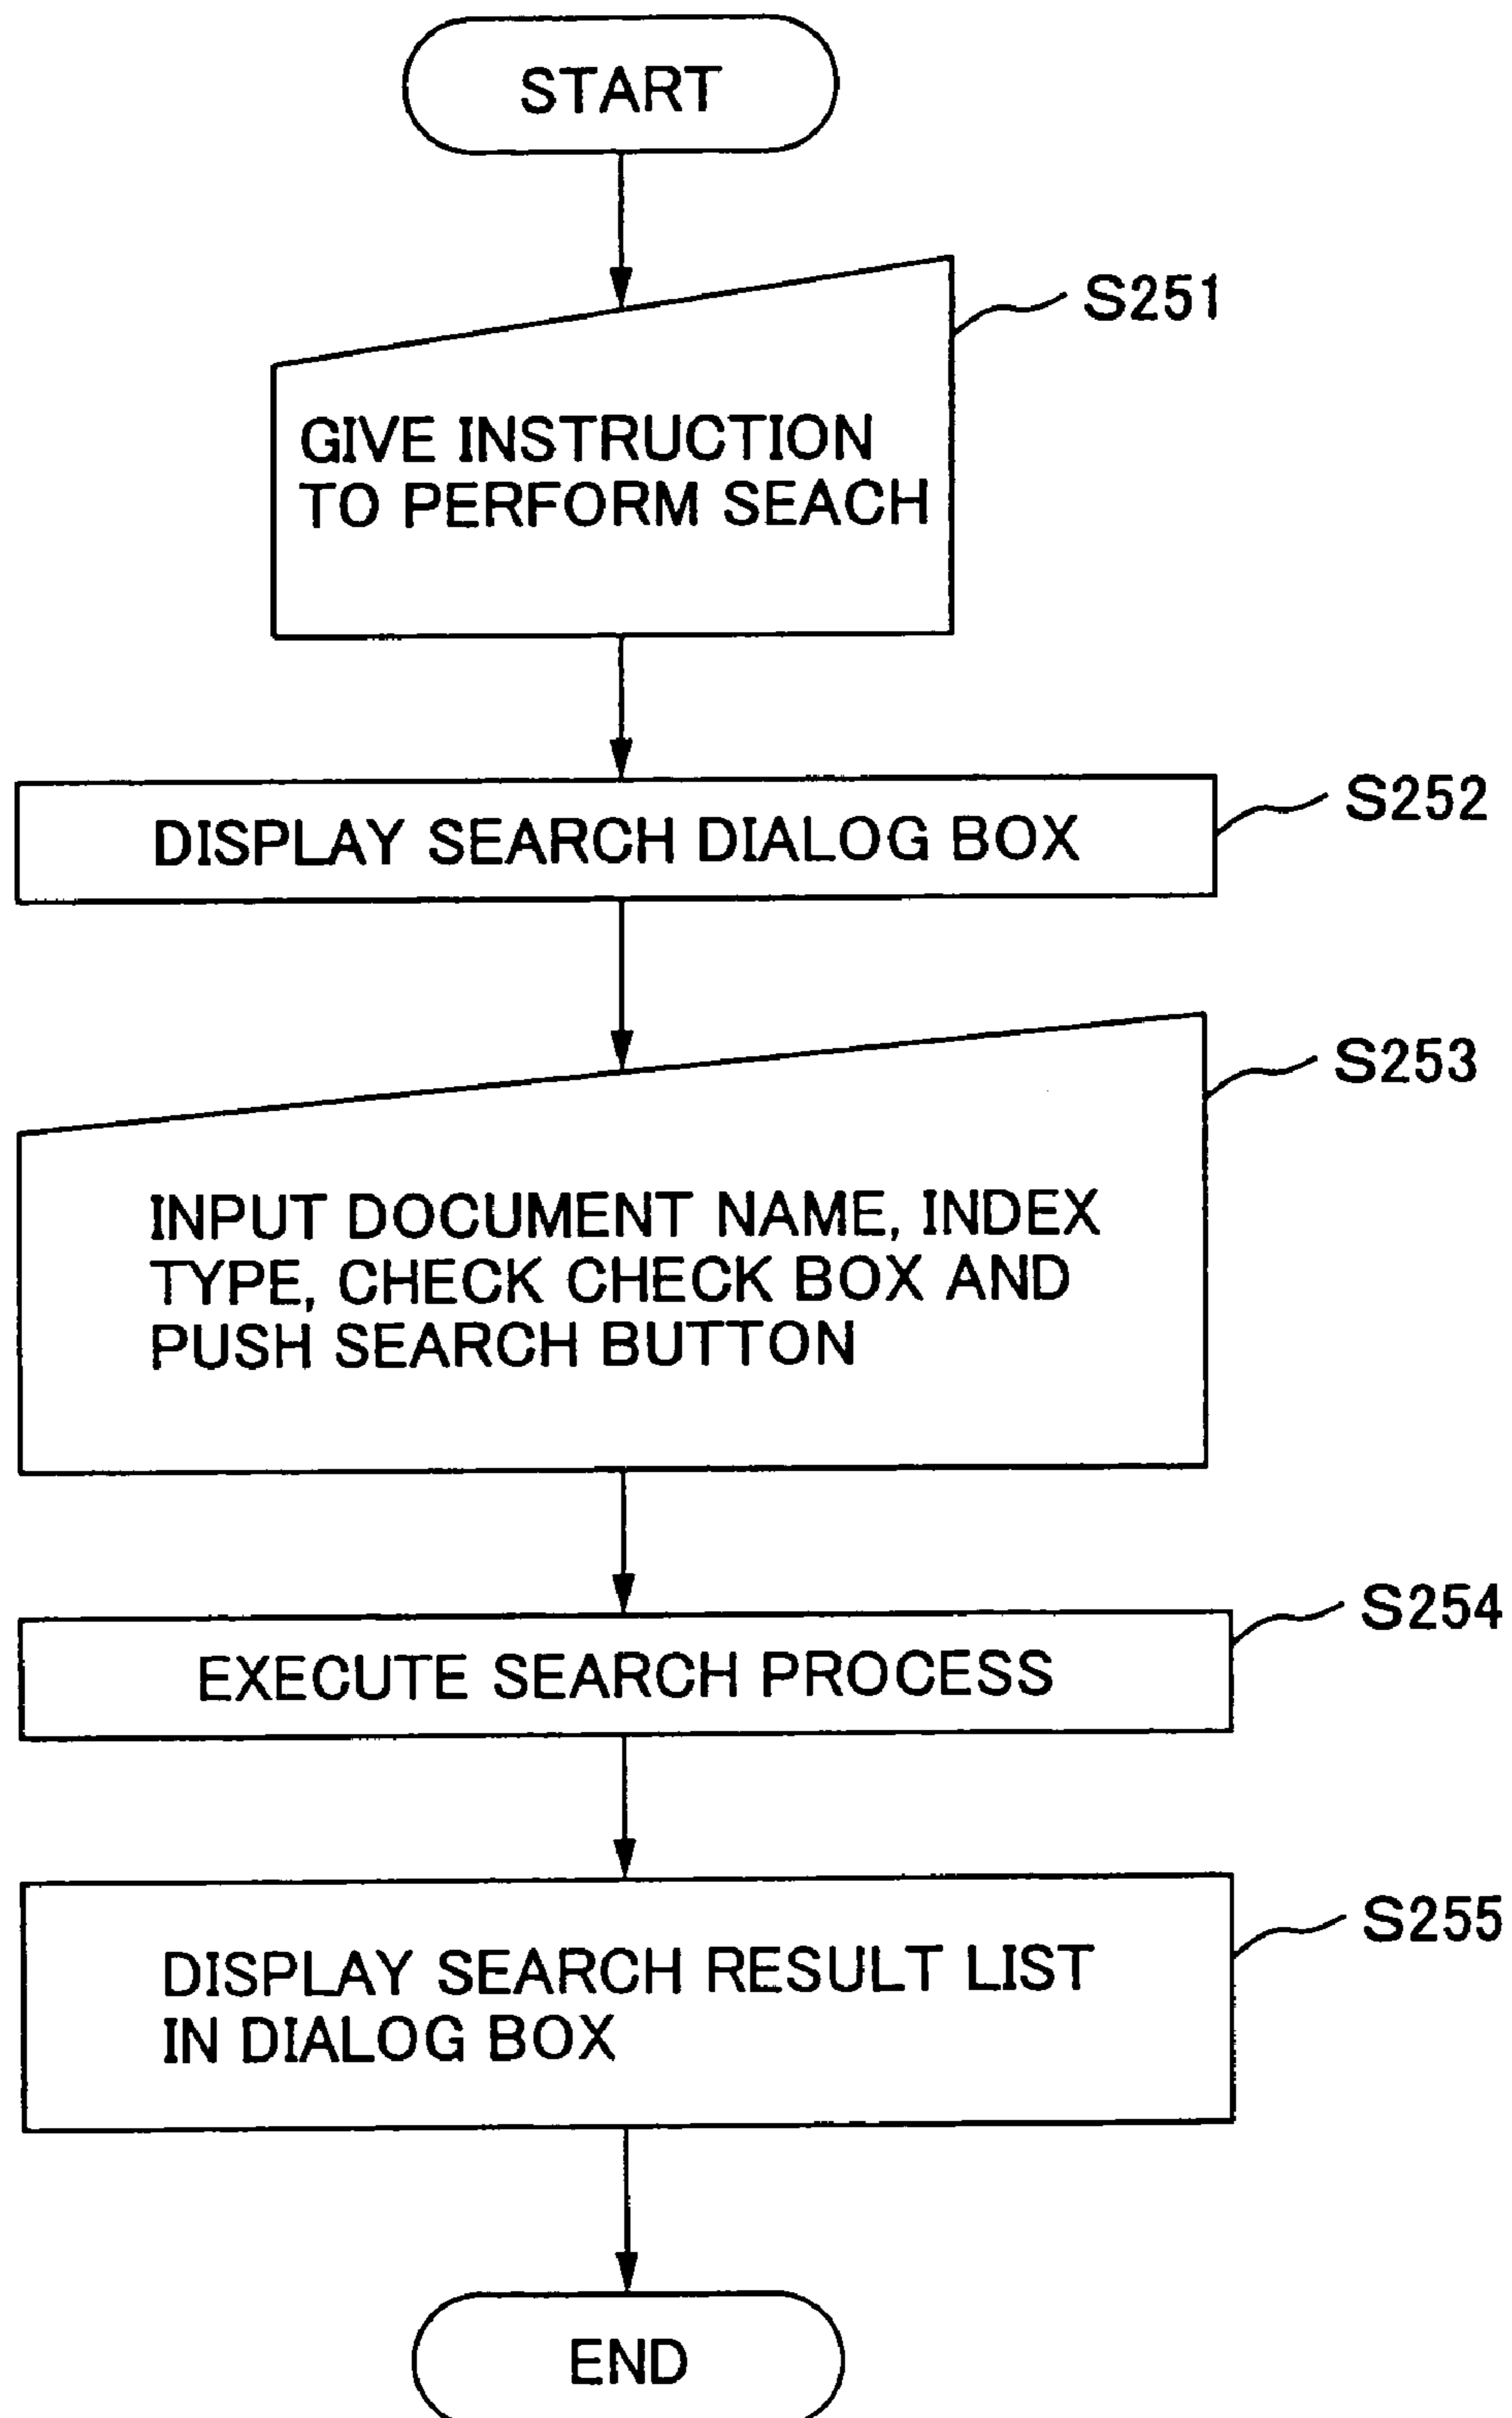 START
S251
GIVE INSTRUCTION
TO PERFORM SEACH
S252
DISPLAY SEARCH DIALOG BOX
S253
INPUT DOCUMENT NAME, INDEX
TYPE, CHECK CHECK BOX AND
PUSH SEARCH BUTTON
S254
EXECUTE SEARCH PROCESS
S255
DISPLAY SEARCH RESULT LIST
IN DIALOG BOX
END